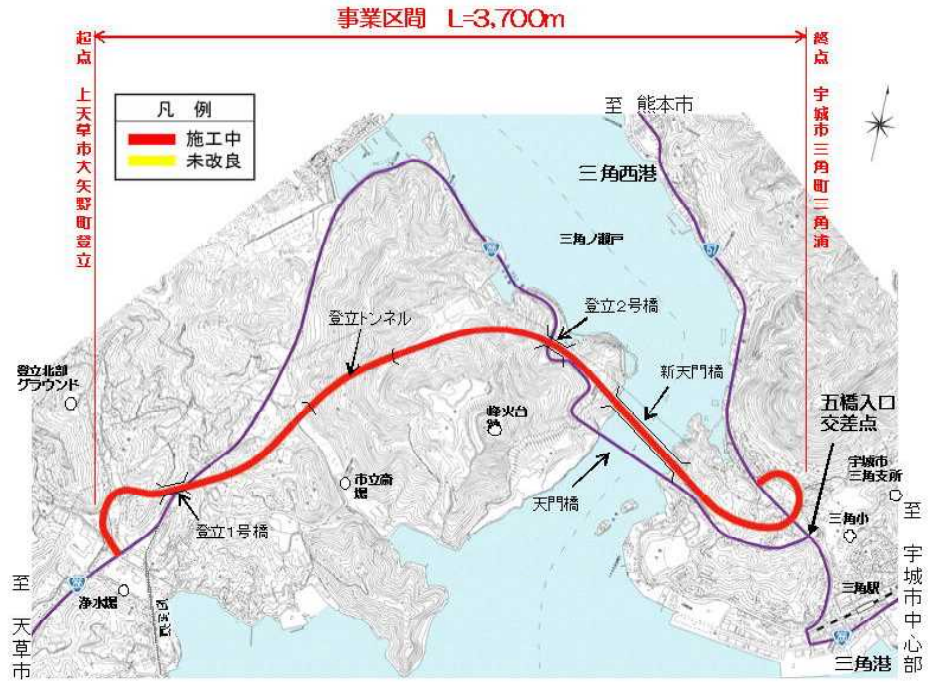 事業区間 L=3,700m
起点 上天草市大矢野町登立
終点 宇城市三角町三角浦
凡 例
施工中
未改良
至 熊本市
三角西港
三角ノ瀬戸
57
登立2号橋
登立トンネル
新天門橋
登立北部
グラウンド
烽火台
跡
五橋入口
交差点
宇城市
三角支所
市立斎
場
天門橋
三角小
登立1号橋
至 宇城市中心部
至 天草市
浄水場
三角駅
三角港